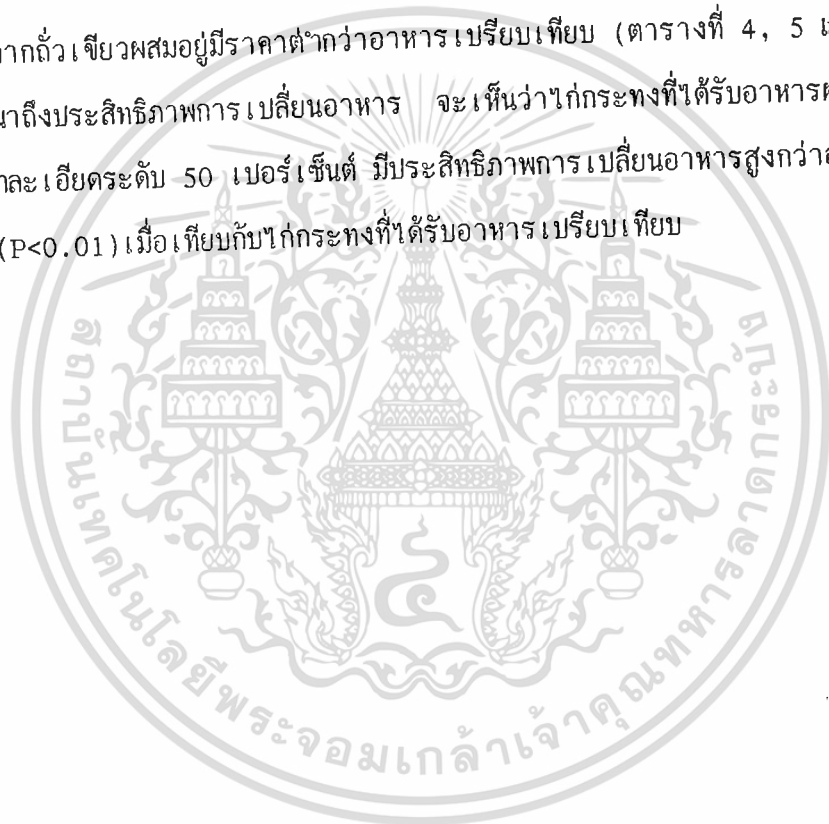 ากถั่วเขียวผสมอยู่มีราคาต่ำกว่าอาหารเปรียบเทียบ (ตารางที่ 4, 5
าถึงประสิทธิภาพการเปลี่ยนอาหาร จะเห็นว่าไก่กระทงที่ได้รับอาหาร
ละเอียดระดับ 50 เปอร์เซ็นต์ มีประสิทธิภาพการเปลี่ยนอาหารสูงกว่า
(P<0.01)เมื่อเทียบกับไก่กระทงที่ได้รับอาหารเปรียบเทียบ
สถาบันเทคโนโลยีพระจอมเกล้าเจ้าคุณทหารลาดกระบัง